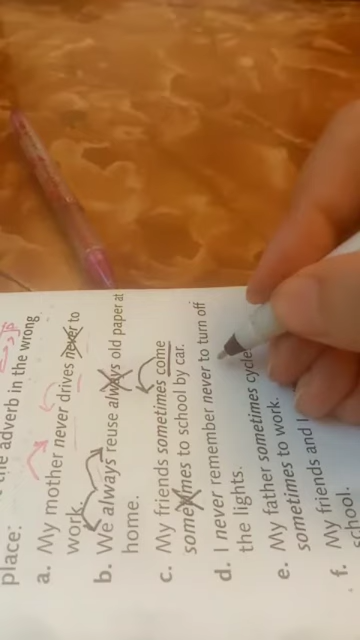 the adverb in the wrong
place:
a. My mother never drives never to
work.
b. We always reuse always old paper at
home.
c. My friends sometimes come
sometimes to school by car.
d. I never remember never to turn off
the lights.
e. My father sometimes cycle
sometimes to work.
f. My friends and I
school.